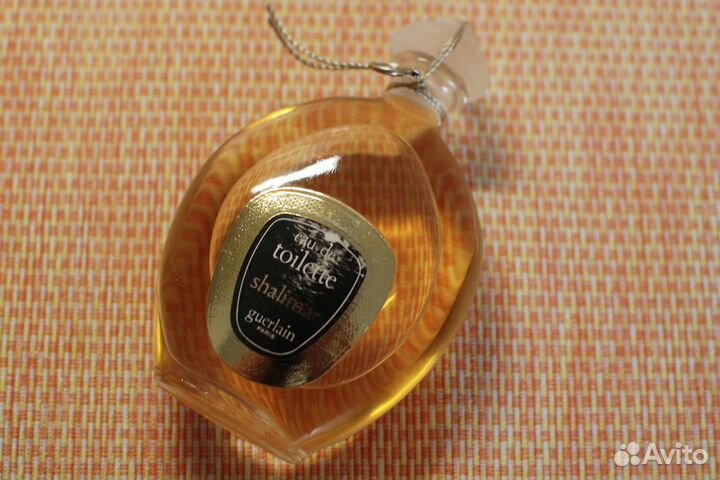 eau de
toilette
shalimar
guerlain
PARIS
Avito